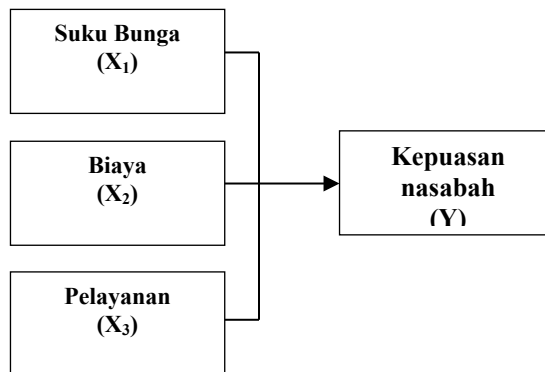 Suku Bunga
(X₁)
Biaya
(X₂)
Pelayanan
(X₃)
Kepuasan
nasabah
(Y)